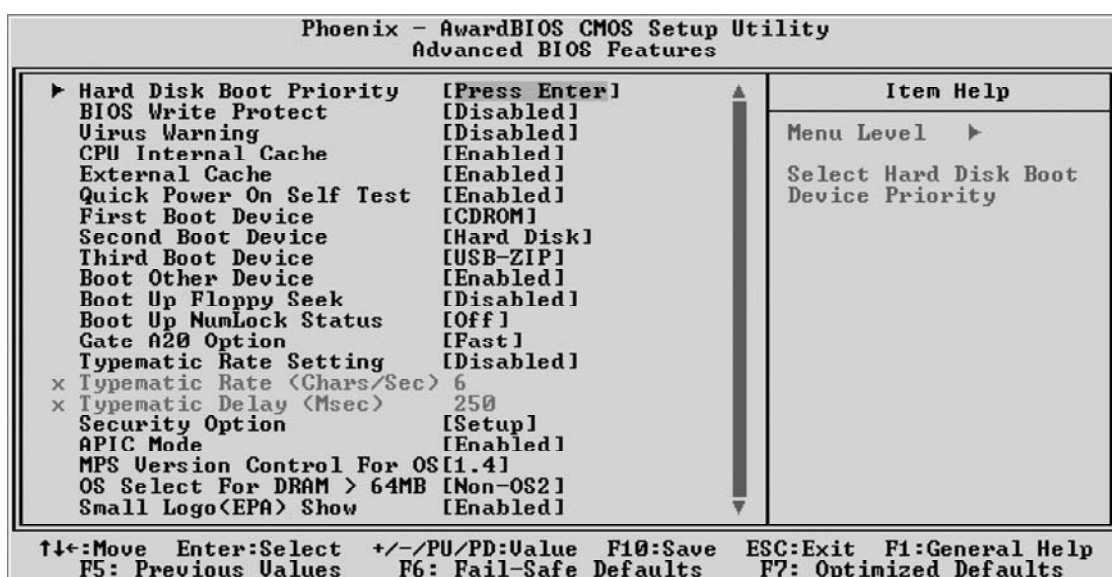 Phoenix - AwardBIOS CMOS Setup Utility
Advanced BIOS Features
Hard Disk Boot Priority [Press Enter]
BIOS Write Protect [Disabled]
Virus Warning [Disabled]
CPU Internal Cache [Enabled]
External Cache [Enabled]
Quick Power On Self Test [Enabled]
First Boot Device [CDROM]
Second Boot Device [Hard Disk]
Third Boot Device [USB-ZIP]
Boot Other Device [Enabled]
Boot Up Floppy Seek [Disabled]
Boot Up NumLock Status [Off]
Gate A20 Option [Fast]
Typematic Rate Setting [Disabled]
x Typematic Rate (Chars/Sec) 6
x Typematic Delay (Msec) 250
Security Option [Setup]
APIC Mode [Enabled]
MPS Version Control For OS[1.4]
OS Select For DRAM > 64MB [Non-OS2]
Small Logo(EPA) Show [Enabled]
Item Help
Menu Level
Select Hard Disk Boot
Device Priority
↑↓←:Move Enter:Select +/-/PU/PD:Value F10:Save ESC:Exit F1:General Help
F5: Previous Values F6: Fail-Safe Defaults F7: Optimized Defaults